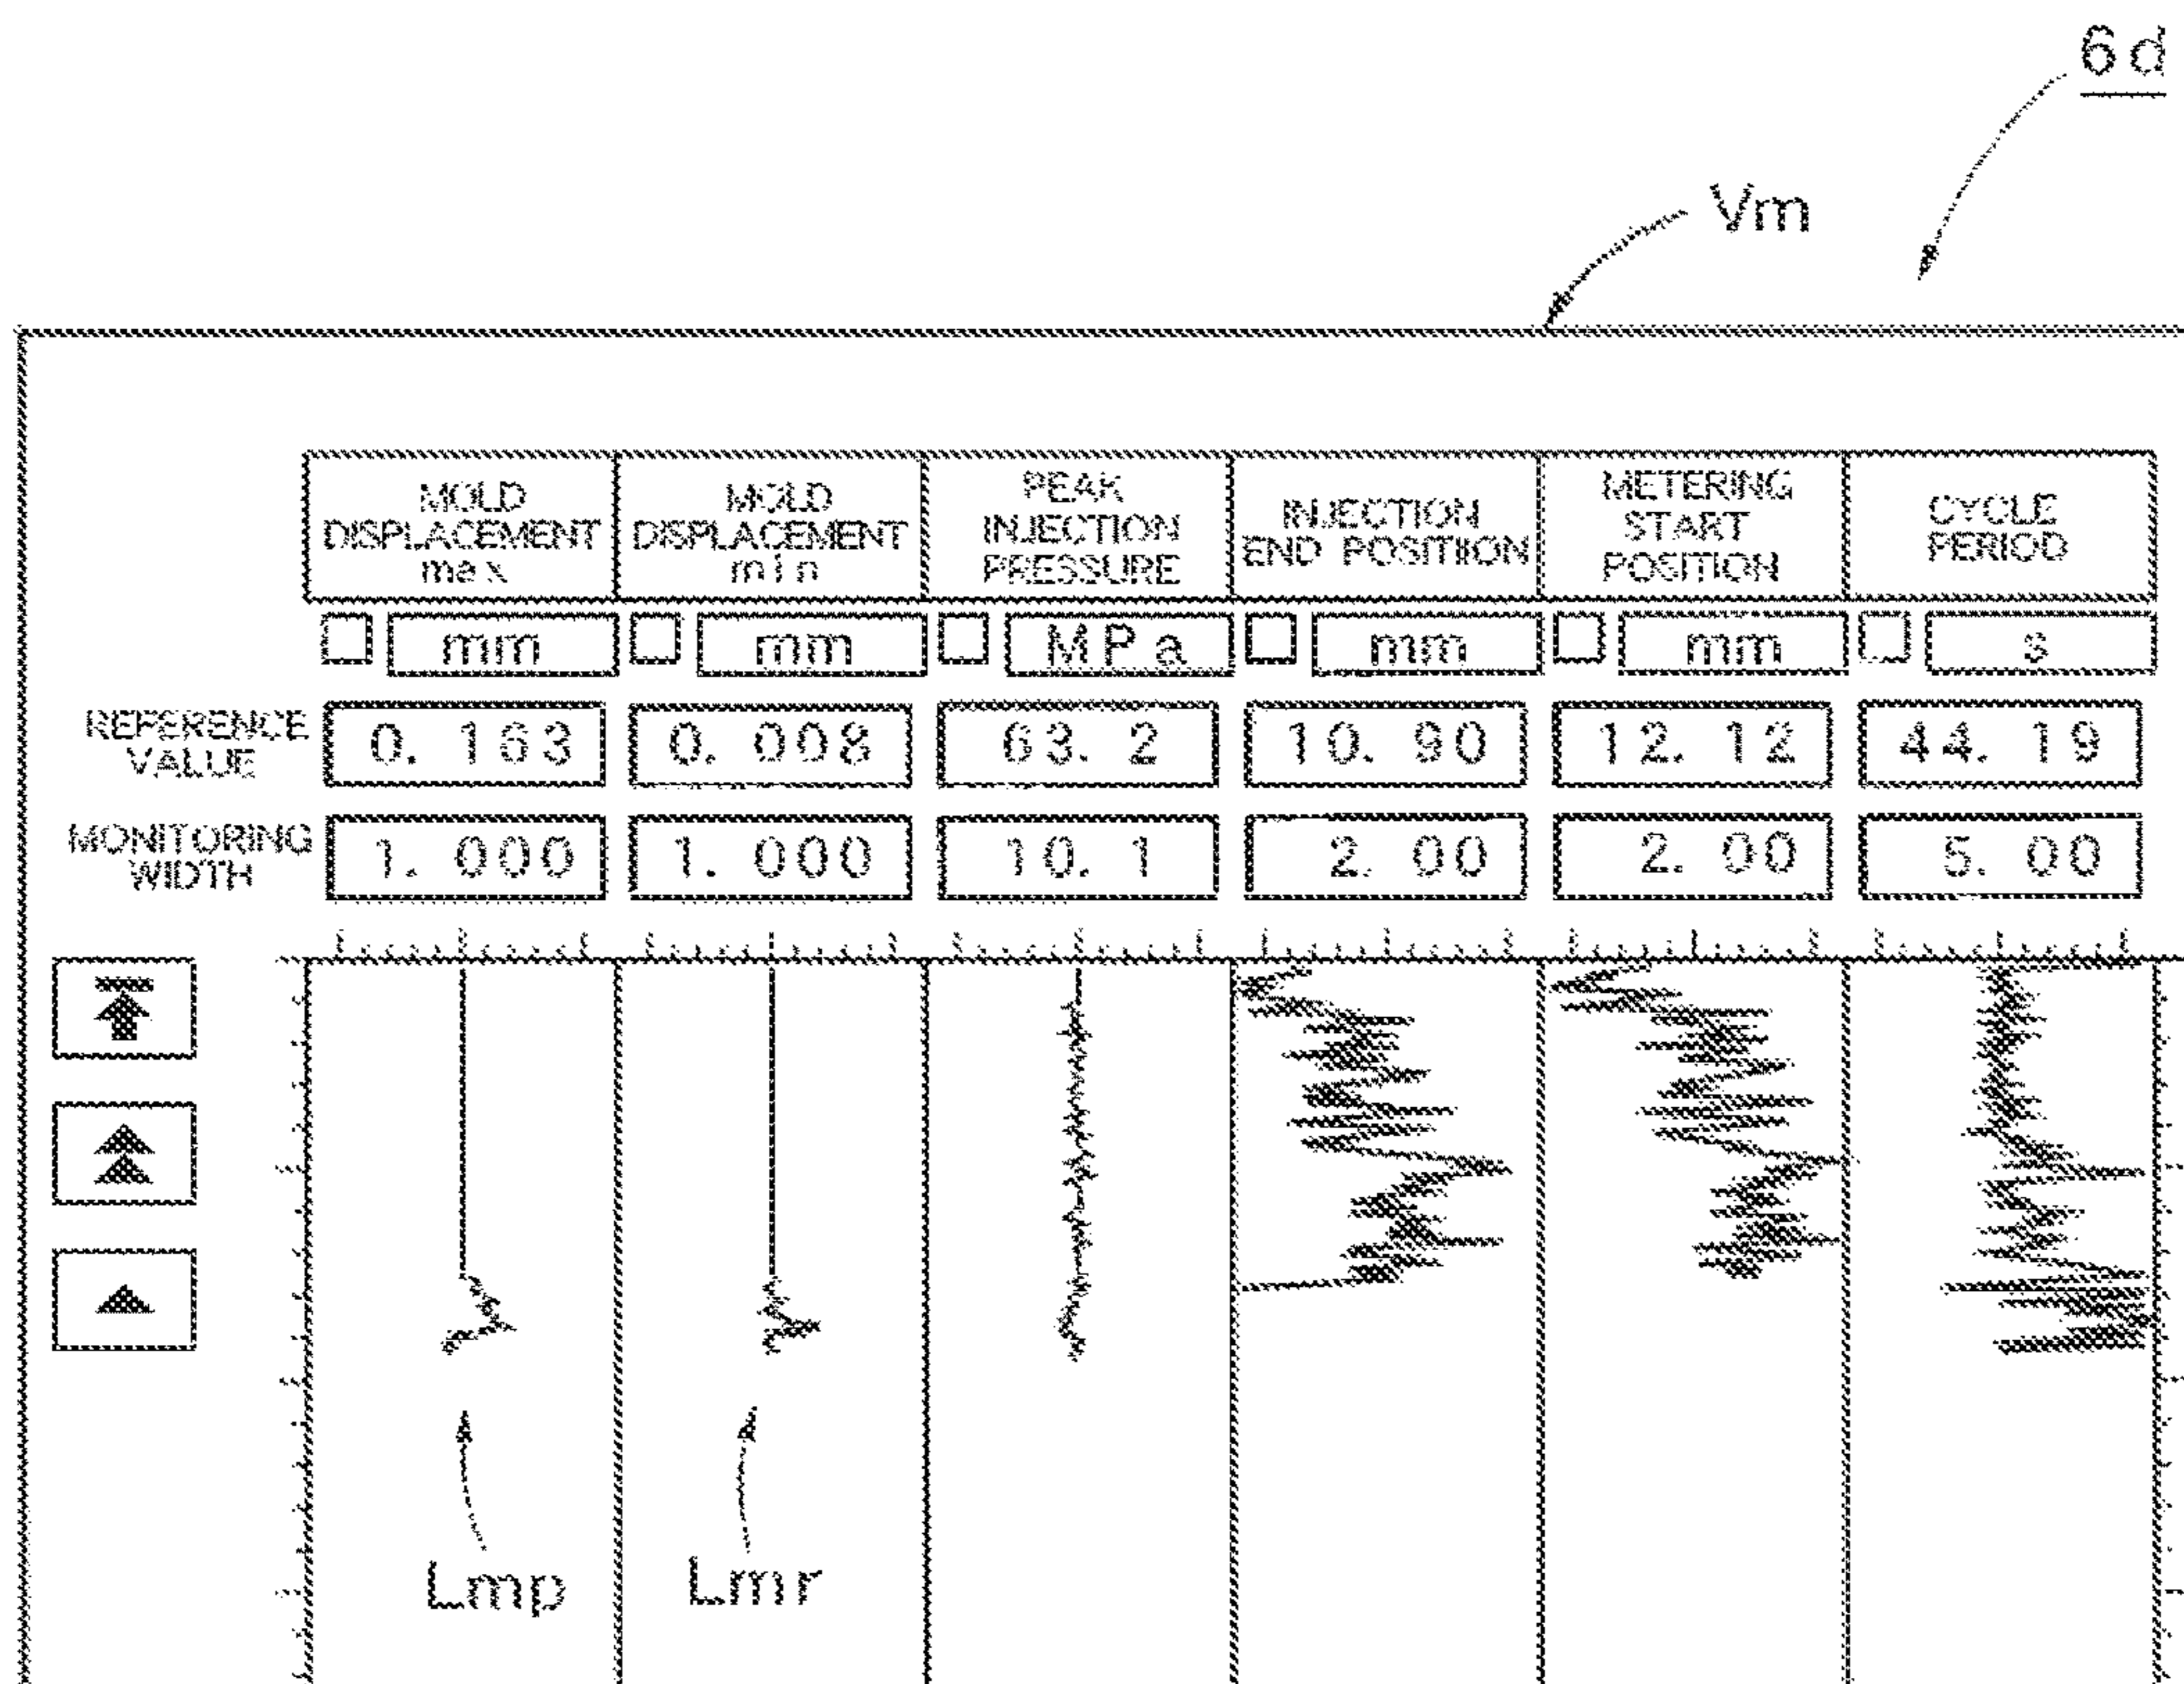 6d
Vm
MOLD
DISPLACEMENT
max
MOLD
DISPLACEMENT
min
PEAK
INJECTION
PRESSURE
INJECTION
END POSITIION
METERING
START
POSITION
CYCLE
PERIOD
mm
mm
MPa
mm
mm
s
REFERENCE
VALUE
0. 163
0. 008
63. 2
10. 90
12. 12
44. 19
MONITORING
WIDTH
1. 000
1. 000
10. 1
2. 00
2. 00
5. 00
Lmp
Lmr